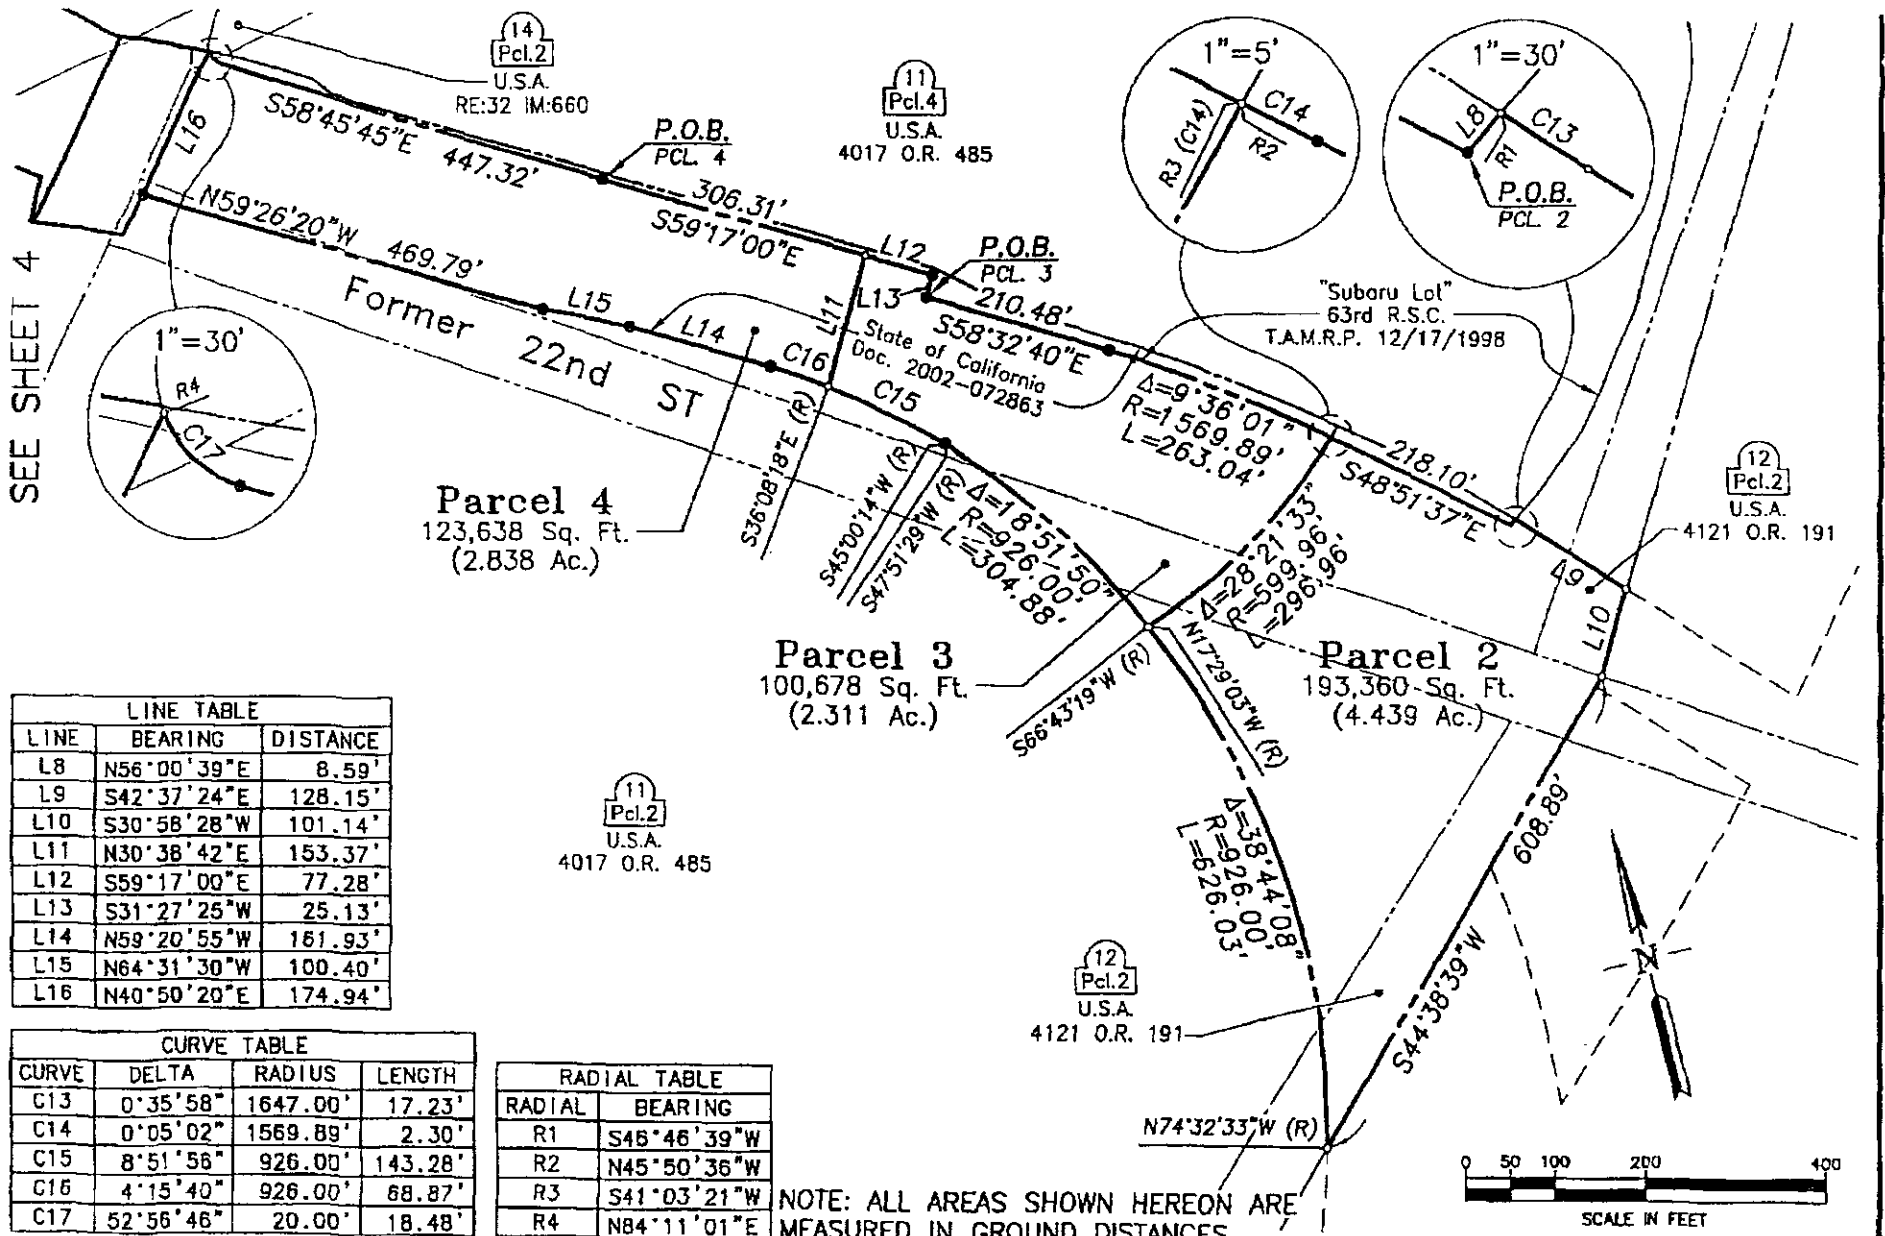 14
Pcl.2
U.S.A.
RE:32 IM:660
11
Pcl.4
U.S.A.
4017 O.R. 485
1"=5'
C14
R2
R3 (C14)
1"=30'
L8
C13
R1
P.O.B.
PCL. 2
L16
S58°45'45"E 447.32'
P.O.B.
PCL. 4
306.31'
S59°17'00"E
L12
P.O.B.
PCL. 3
L13
210.48'
S58°32'40"E
N59°26'20"W 469.79'
L15
L14
L11
C16
C15
Former 22nd ST
State of California
Doc. 2002-072863
"Subaru Lot"
63rd R.S.C.
T.A.M.R.P. 12/17/1998
SEE SHEET 4
1"=30'
R4
C17
Δ=9°36'01"
R=1569.89'
L=263.04'
218.10'
S48°51'37"E
12
Pcl.2
U.S.A.
4121 O.R. 191
Δ9
L10
Parcel 4
123,638 Sq. Ft.
(2.838 Ac.)
S36°08'18"E (R)
S45°00'14"W (R)
S47°51'29"W (R)
Δ=18°51'50"
R=926.00'
L=304.88'
Δ=28°21'33"
R=599.96'
L=296.96'
Parcel 3
100,678 Sq. Ft.
(2.311 Ac.)
S66°43'19"W (R)
N17°29'03"W (R)
Parcel 2
193,360 Sq. Ft.
(4.439 Ac.)
LINE TABLE
LINE BEARING DISTANCE
L8 N56°00'39"E 8.59'
L9 S42°37'24"E 128.15'
L10 S30°58'28"W 101.14'
L11 N30°38'42"E 153.37'
L12 S59°17'00"E 77.28'
L13 S31°27'25"W 25.13'
L14 N59°20'55"W 161.93'
L15 N64°31'30"W 100.40'
L16 N40°50'20"E 174.94'
11
Pcl.2
U.S.A.
4017 O.R. 485
Δ=38°44'08"
R=926.00'
L=626.03'
608.89'
S44°38'39"W
12
Pcl.2
U.S.A.
4121 O.R. 191
N
N74°32'33"W (R)
CURVE TABLE
CURVE DELTA RADIUS LENGTH
C13 0°35'58" 1647.00' 17.23'
C14 0°05'02" 1569.89' 2.30'
C15 8°51'56" 926.00' 143.28'
C16 4°15'40" 926.00' 68.87'
C17 52°56'46" 20.00' 18.48'
RADIAL TABLE
RADIAL BEARING
R1 S46°46'39"W
R2 N45°50'36"W
R3 S41°03'21"W
R4 N84°11'01"E
NOTE: ALL AREAS SHOWN HEREON ARE
MEASURED IN GROUND DISTANCES
0 50 100 200 400
SCALE IN FEET